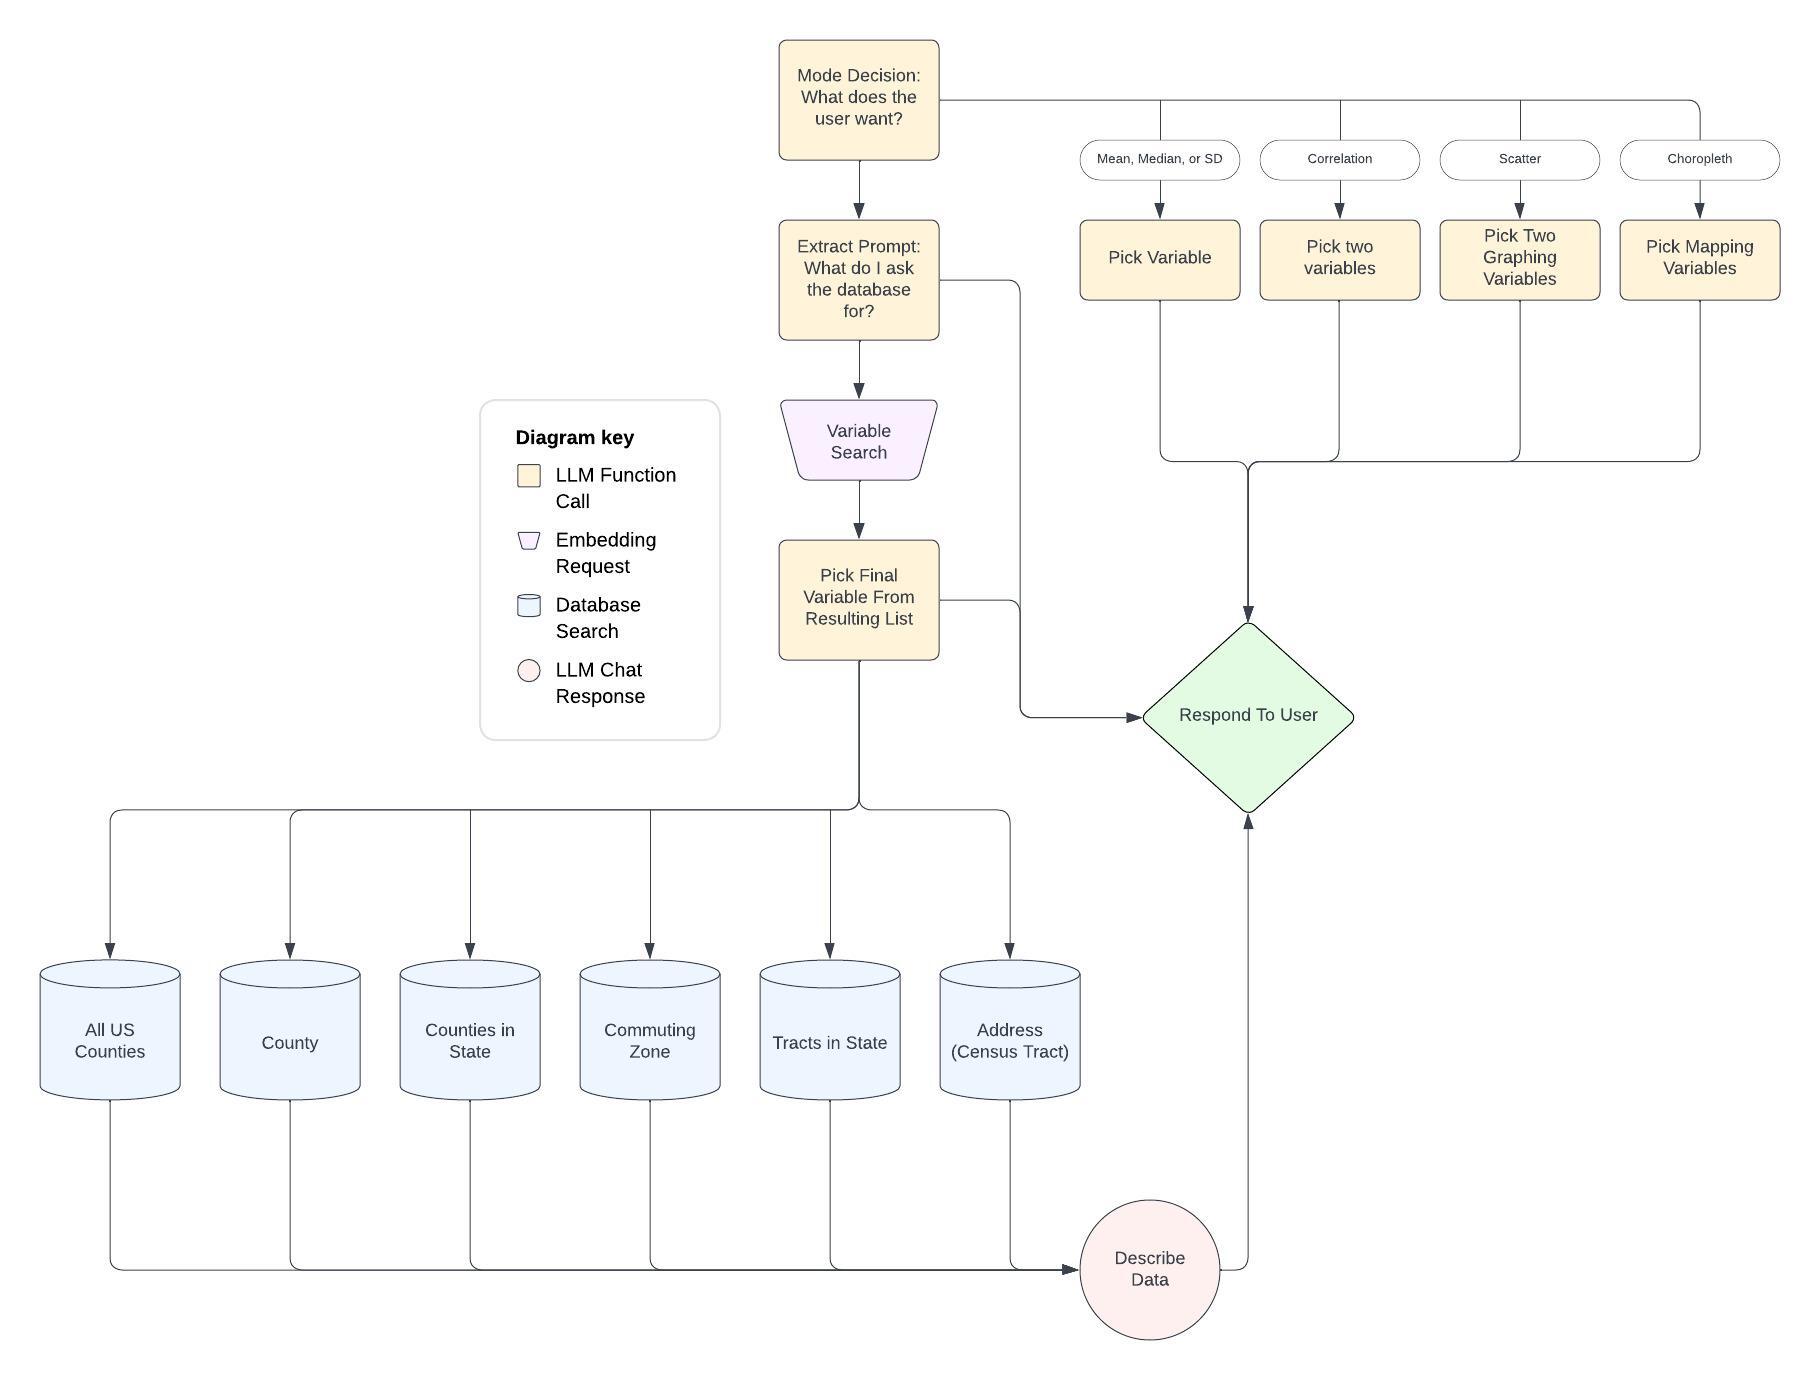 Mode Decision:
What does the
user want?
Mean, Median, or SD
Correlation
Scatter
Choropleth
Extract Prompt:
What do I ask
the database
for?
Pick Variable
Pick two
variables
Pick Two
Graphing
Variables
Pick Mapping
Variables
Diagram key
LLM Function
Call
Embedding
Request
Database
Search
LLM Chat
Response
Variable
Search
Pick Final
Variable From
Resulting List
Respond To User
All US
Counties
County
Counties in
State
Commuting
Zone
Tracts in State
Address
(Census Tract)
Describe
Data